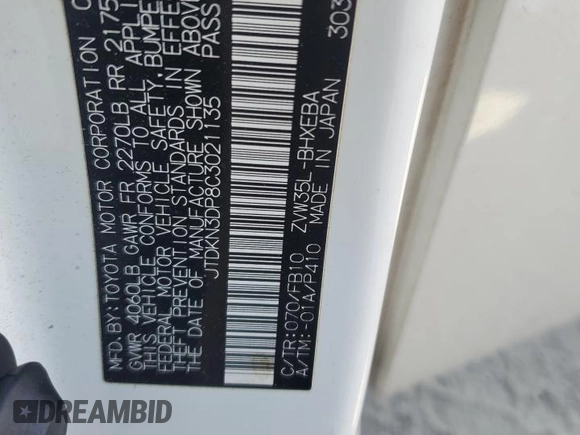 MFD.BY:TOYOTA MOTOR CORPORATION 0
GVWR 4060LB GAWR FR 2270LB RR 2175
THIS VEHICLE CONFORMS TO ALL APPLI
FEDERAL MOTOR VEHICLE SAFETY,BUMPE
THEFT PREVENTION STANDARDS IN EFFE
THE DATE OF MANUFACTURE SHOWN ABOV
JTDKN3DP8C3021135 PASS
C/TR:070/FB10 ZVW35L-BHXEBA
A/TM:-01A/P410 MADE IN JAPAN 303
DREAMBID